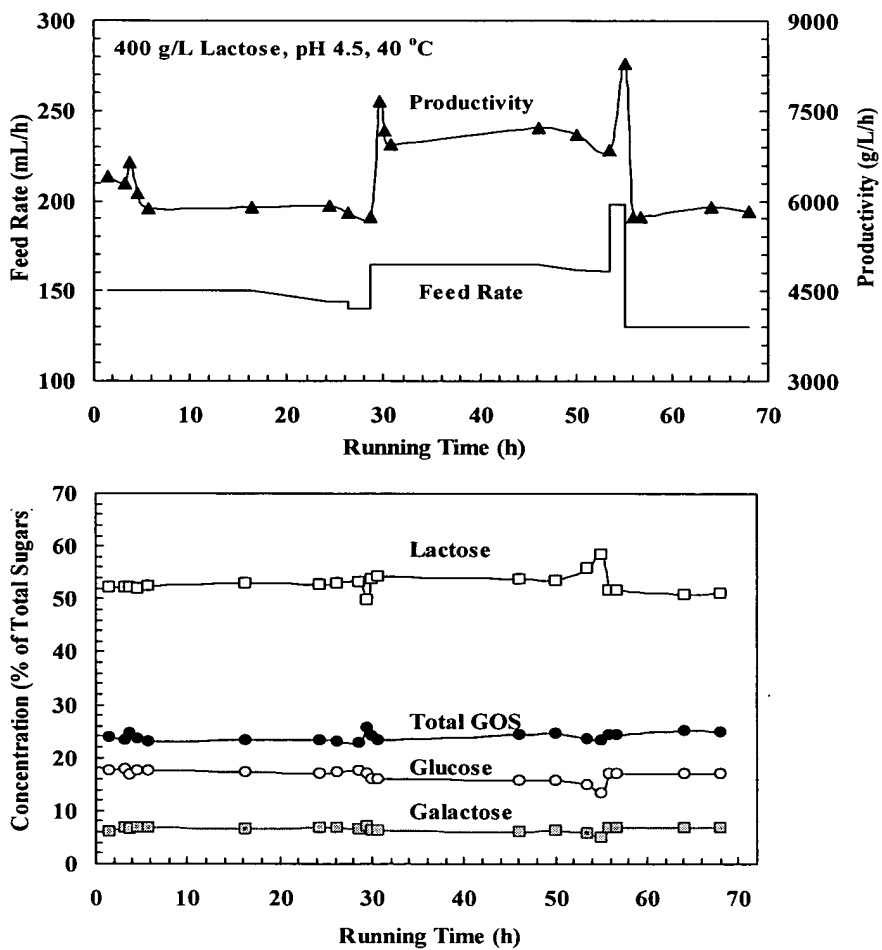 300
250
200
150
100
Feed Rate (mL/h)
400 g/L Lactose, pH 4.5, 40 °C
Productivity
Feed Rate
9000
7500
6000
4500
3000
Productivity (g/L/h)
0 10 20 30 40 50 60 70
Running Time (h)
70
60
50
40
30
20
10
0
Concentration (% of Total Sugars)
Lactose
Total GOS
Glucose
Galactose
0 10 20 30 40 50 60 70
Running Time (h)